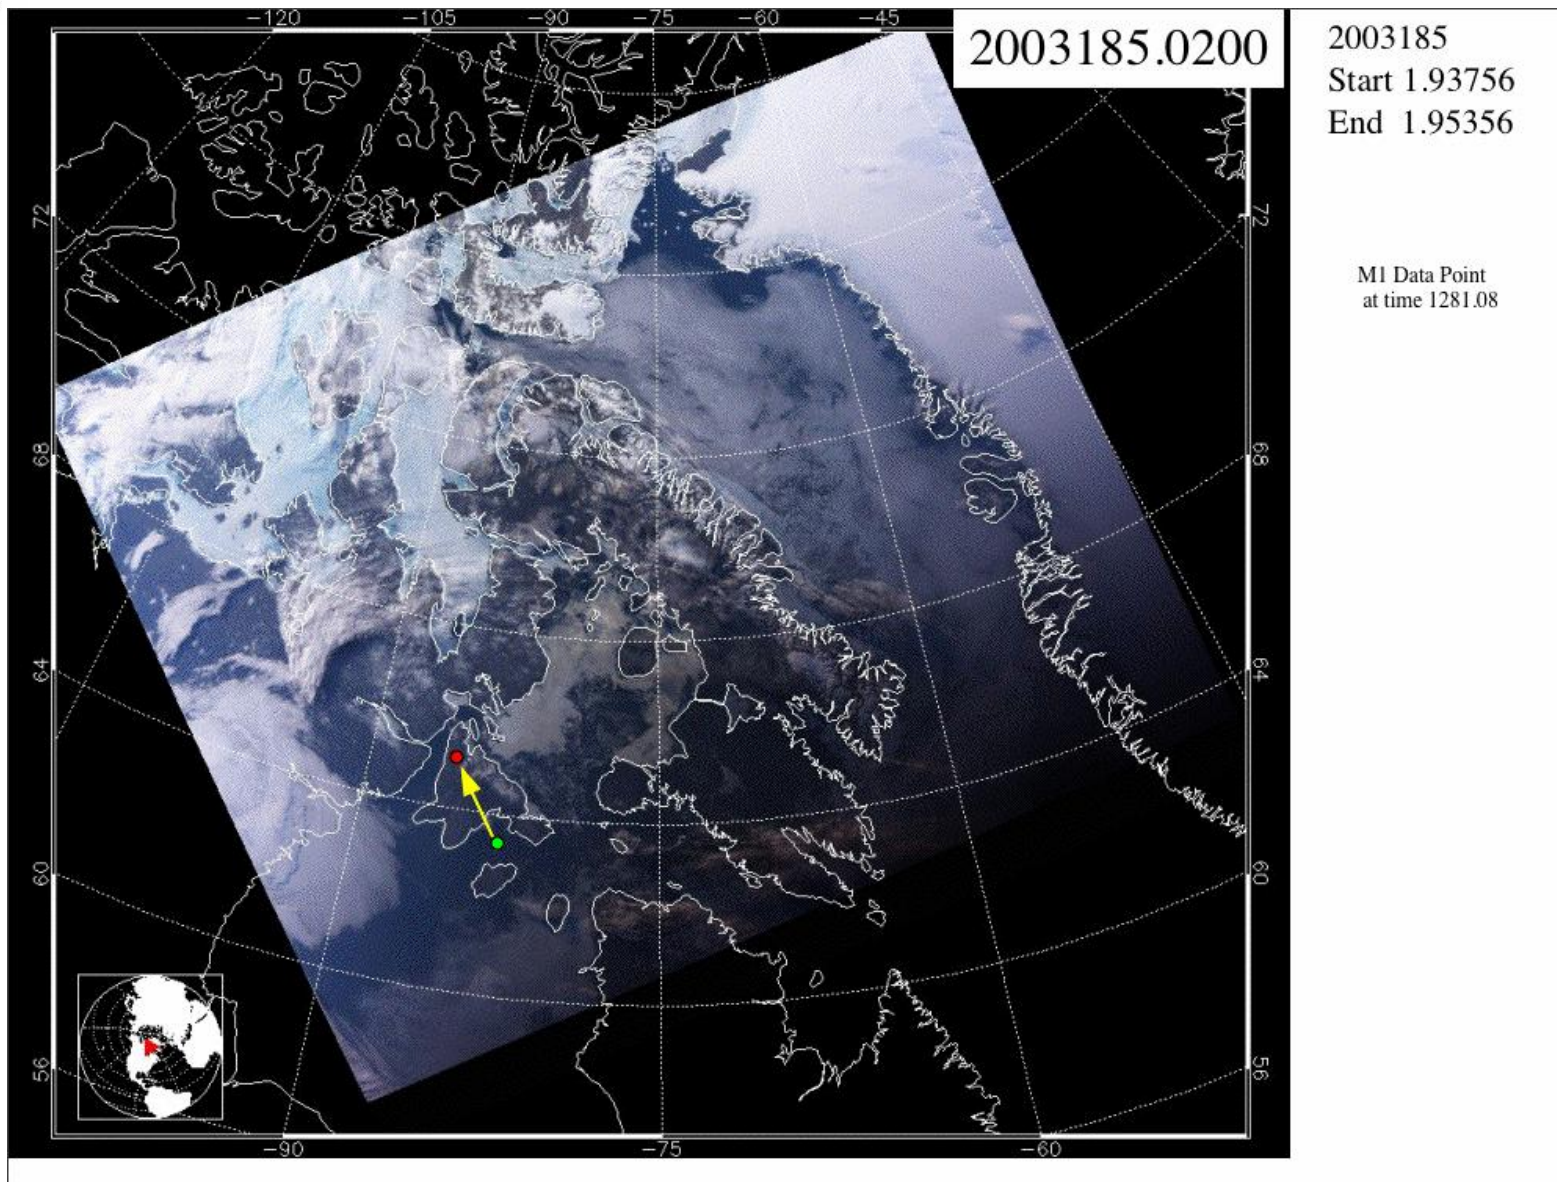 −120 −105 −90 −75 −60 −45
2003185.0200
2003185
Start 1.93756
End 1.95356
M1 Data Point
at time 1281.08
72 72
68 68
64 64
60 60
56 56
−90 −75 −60